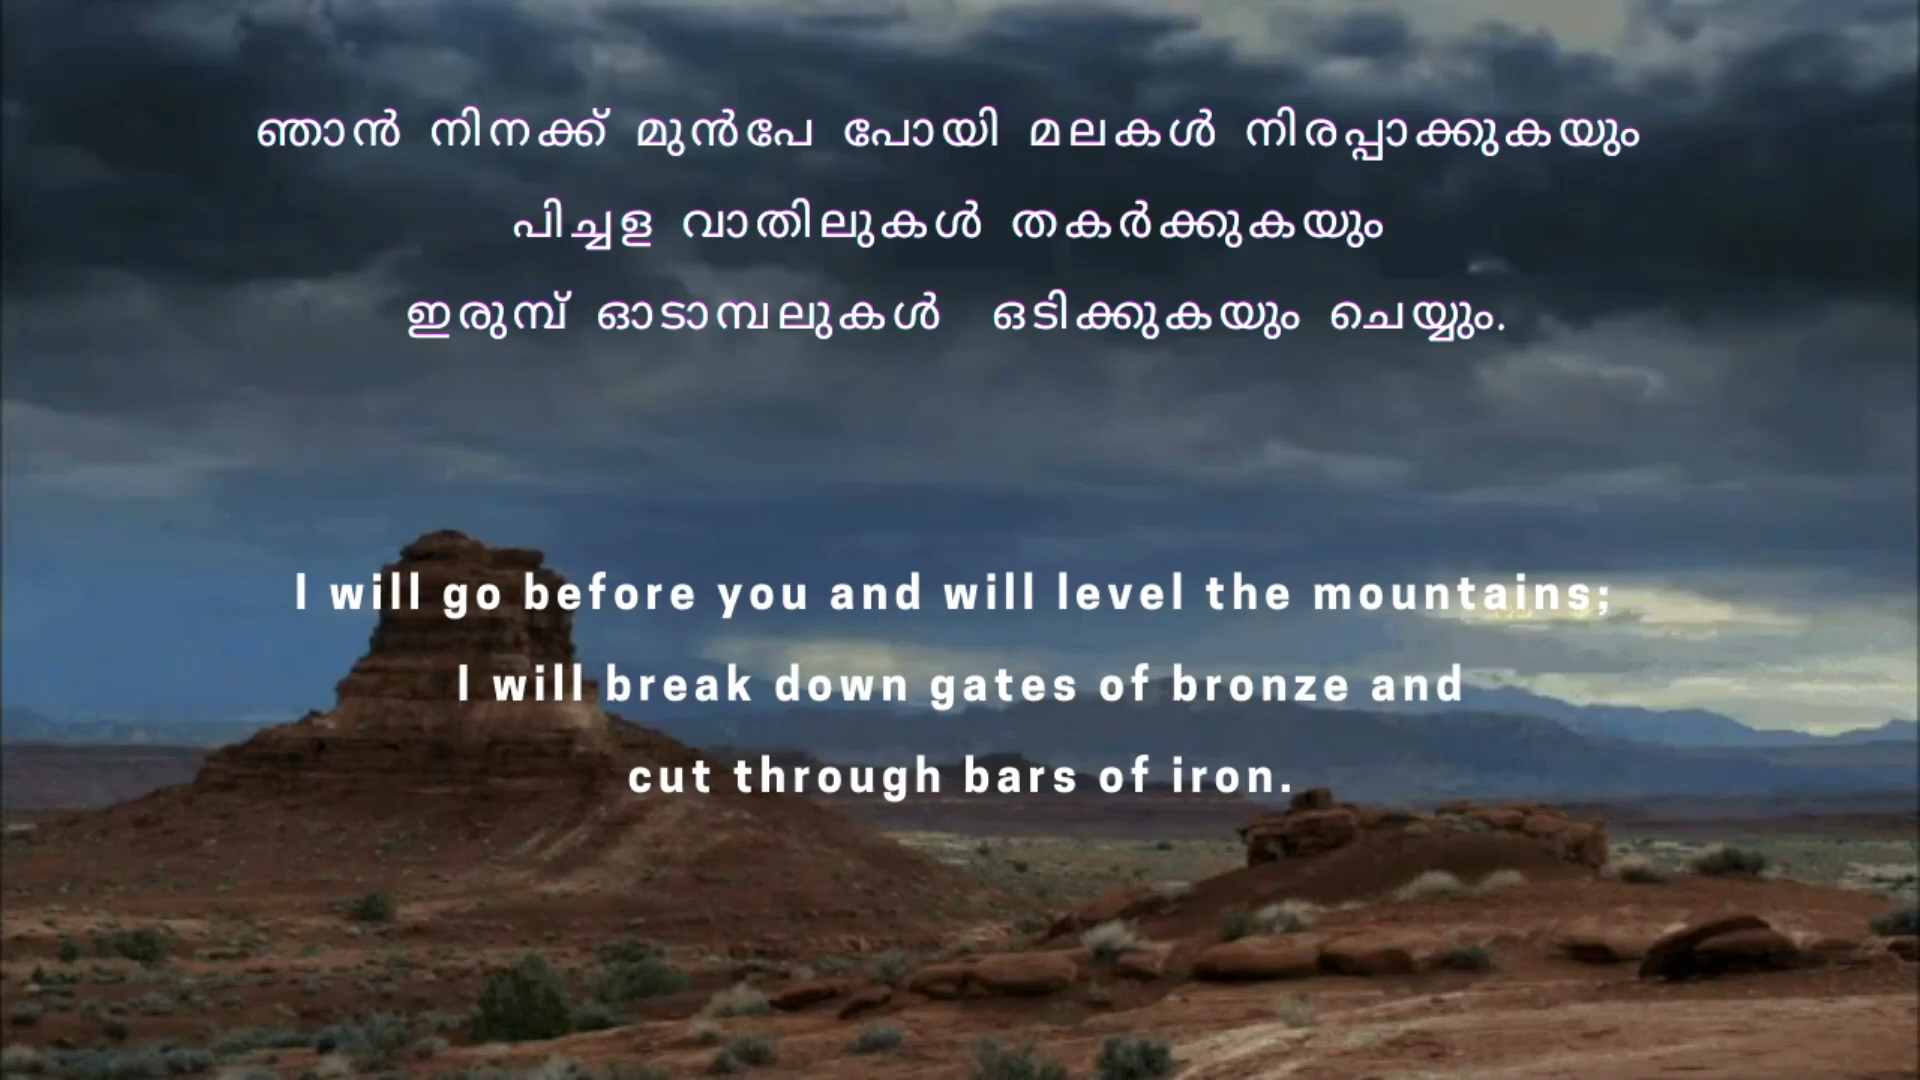 ഞാൻ നിനക്ക് മുൻപേ പോയി മലകൾ നിരപ്പാക്കുകയും
പിച്ചള വാതിലുകൾ തകർക്കുകയും
ഇരുമ്പ് ഓടാമ്പലുകൾ ഒടിക്കുകയും ചെയ്യും.
I will go before you and will level the mountains;
I will break down gates of bronze and
cut through bars of iron.